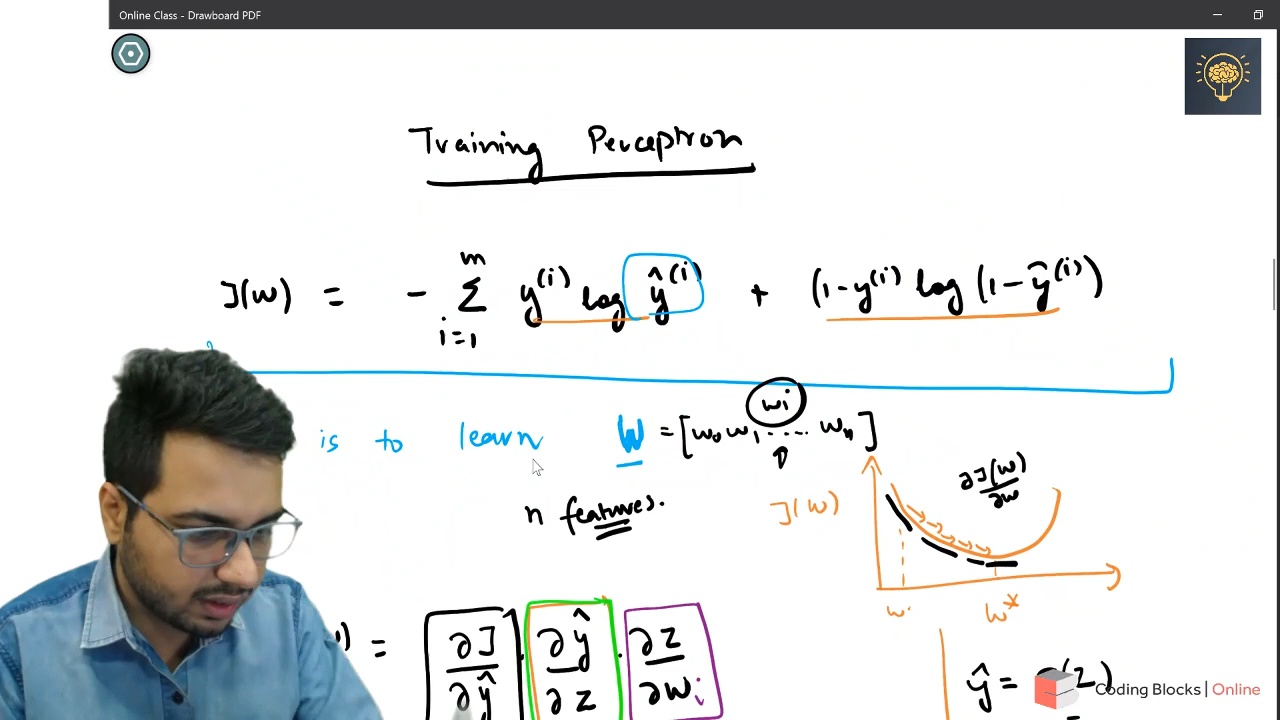 Online Class - Drawboard PDF
Training Perceptron
J(w) = - m Σ i=1 y^(i) log ŷ^(i) + (1-y^(i) log (1-ŷ^(i))
is to learn W = [w₀ w₁ .... wₙ]
wi
n features.
J(w)
∂J(w)/∂w
w*
= ∂J/∂ŷ · ∂ŷ/∂z · ∂z/∂wi
ŷ = (z)
Coding Blocks | Online